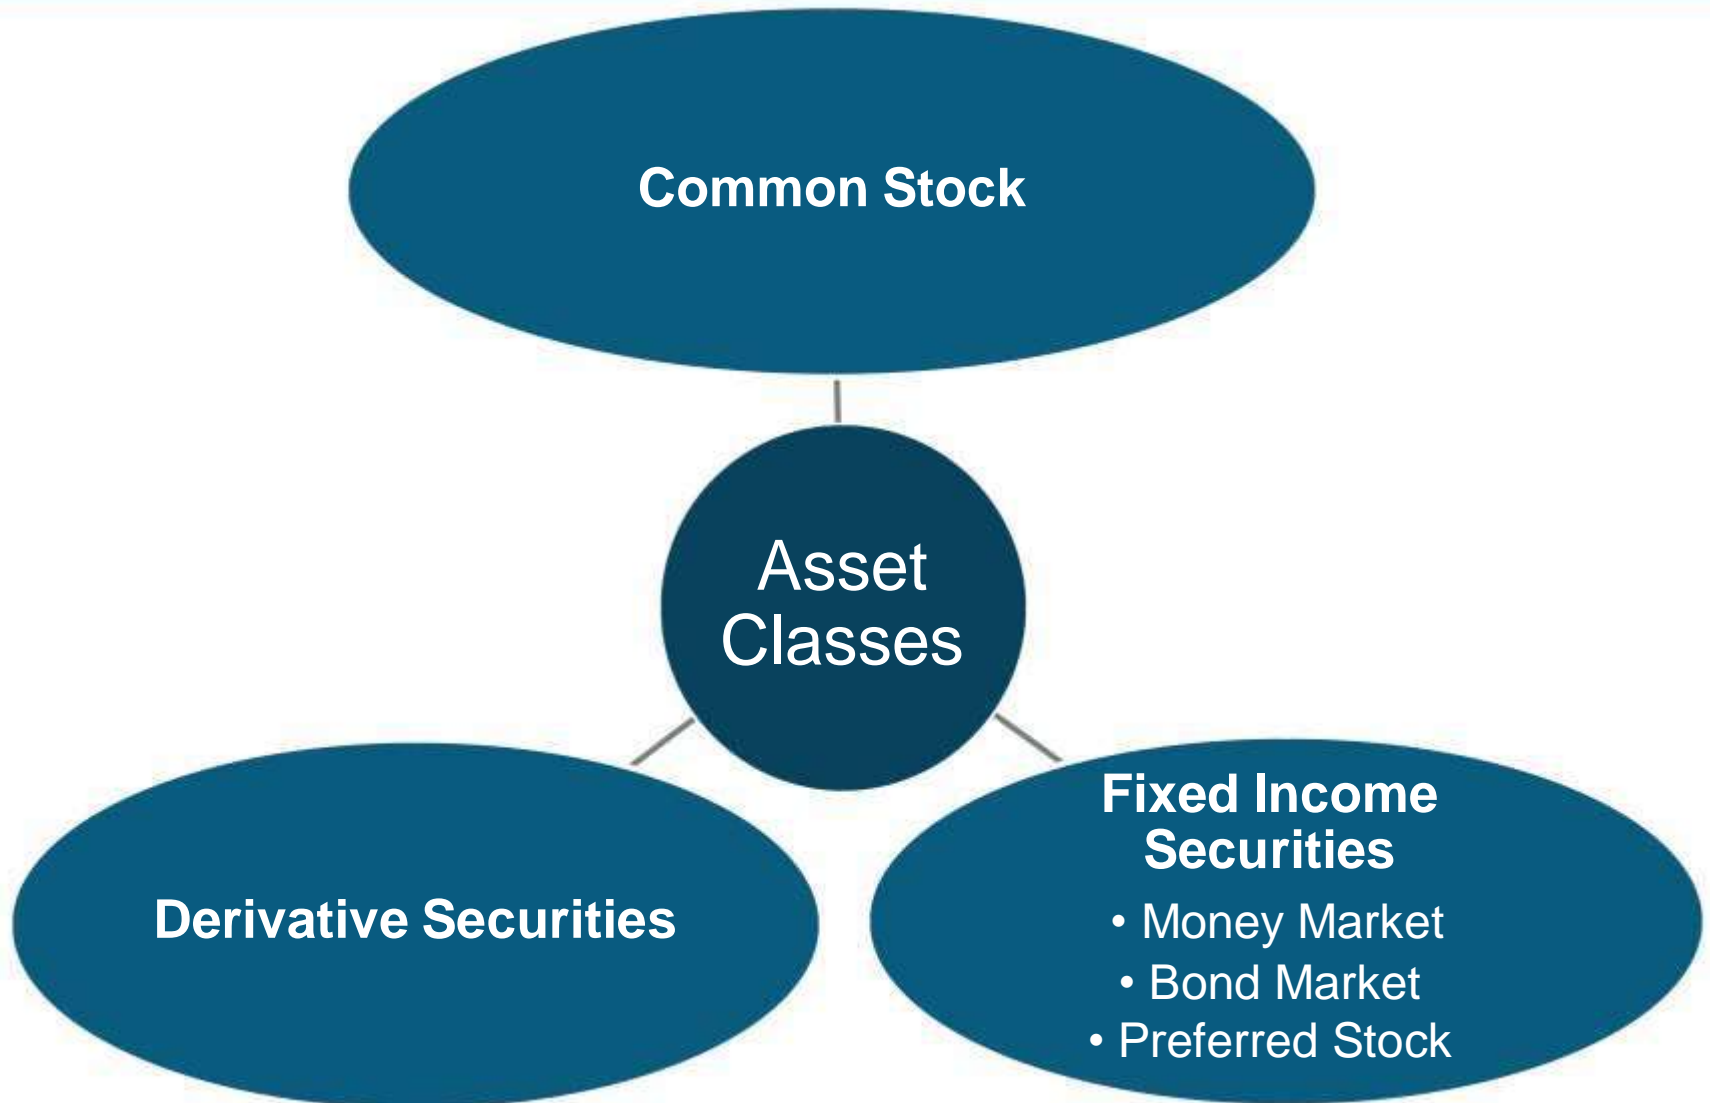 Common Stock
Asset
Classes
Derivative Securities
Fixed Income
Securities
• Money Market
• Bond Market
• Preferred Stock